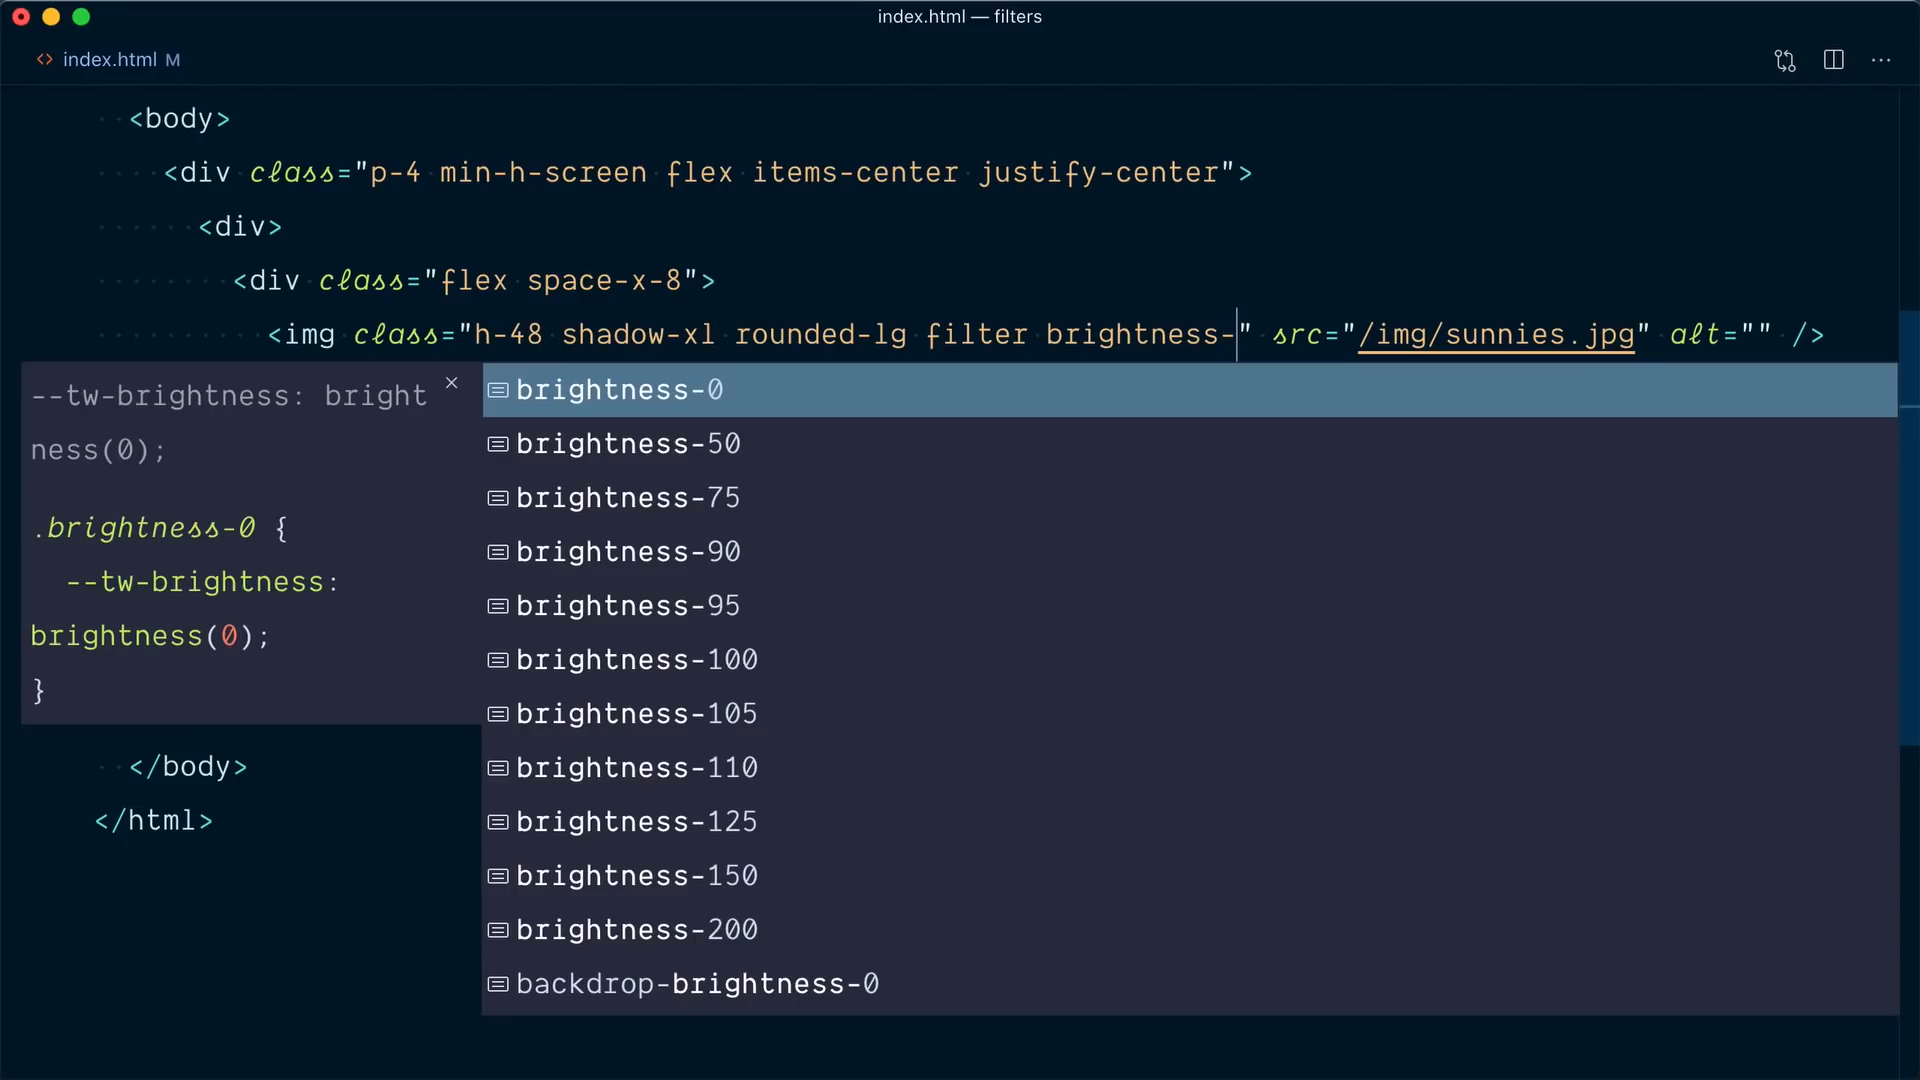 index.html — filters
<> index.html M
<body>
<div class="p-4 min-h-screen flex items-center justify-center">
<div>
<div class="flex space-x-8">
<img class="h-48 shadow-xl rounded-lg filter brightness-" src="/img/sunnies.jpg" alt="" />
--tw-brightness: bright
ness(0);
.brightness-0 {
--tw-brightness:
brightness(0);
}
brightness-0
brightness-50
brightness-75
brightness-90
brightness-95
brightness-100
brightness-105
brightness-110
brightness-125
brightness-150
brightness-200
backdrop-brightness-0
</body>
</html>